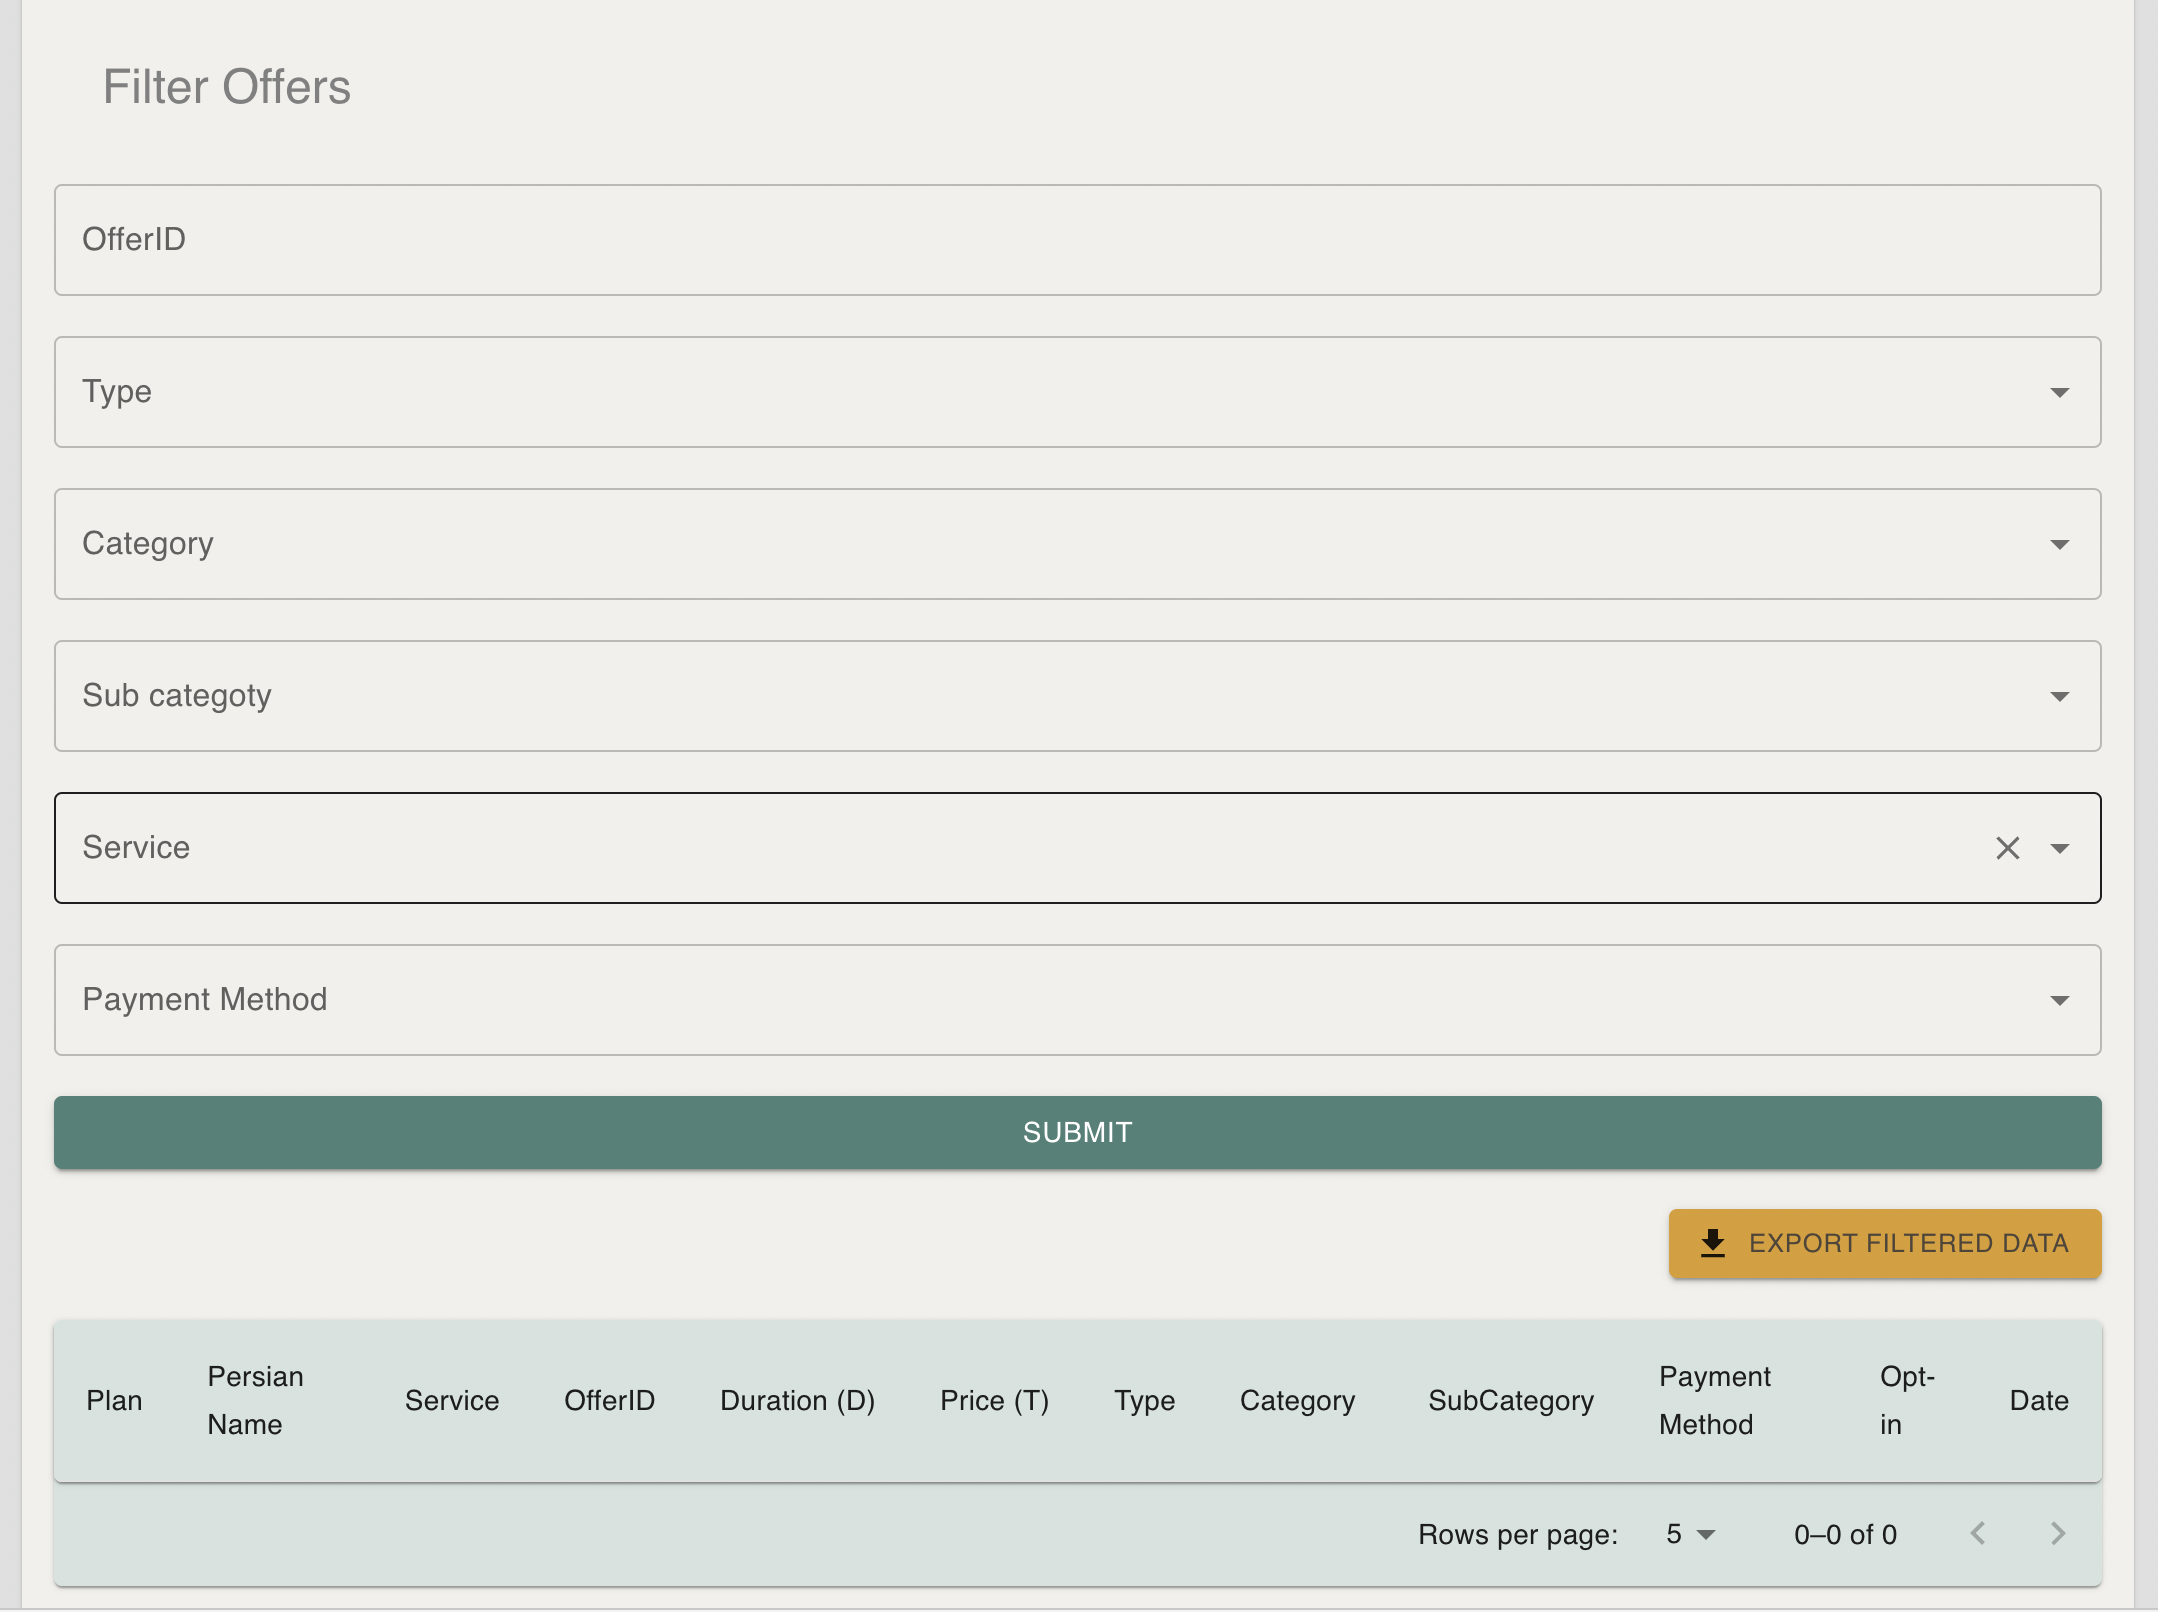 Filter Offers
OfferID
Type
Category
Sub categoty
Service
Payment Method
SUBMIT
EXPORT FILTERED DATA
Plan
Persian
Name
Service
OfferID
Duration (D)
Price (T)
Type
Category
SubCategory
Payment
Method
Opt-
in
Date
Rows per page: 5 0–0 of 0